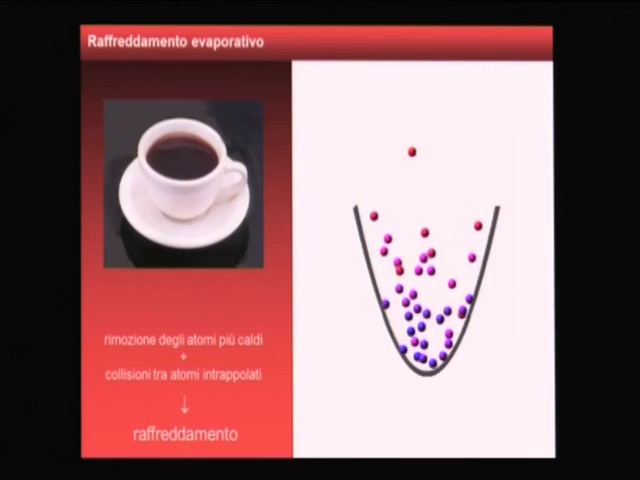 Raffreddamento evaporativo
rimozione degli atomi più caldi
+
collisioni tra atomi intrappolati
↓
raffreddamento